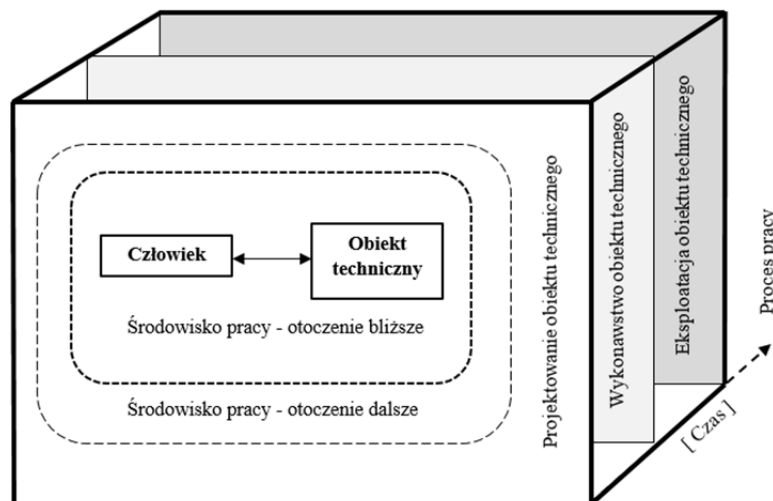 Człowiek
Obiekt
techniczny
Środowisko pracy - otoczenie bliższe
Środowisko pracy - otoczenie dalsze
Projektowanie obiektu technicznego
Wykonawstwo obiektu technicznego
Eksploatacja obiektu technicznego
[ Czas ]
Proces pracy